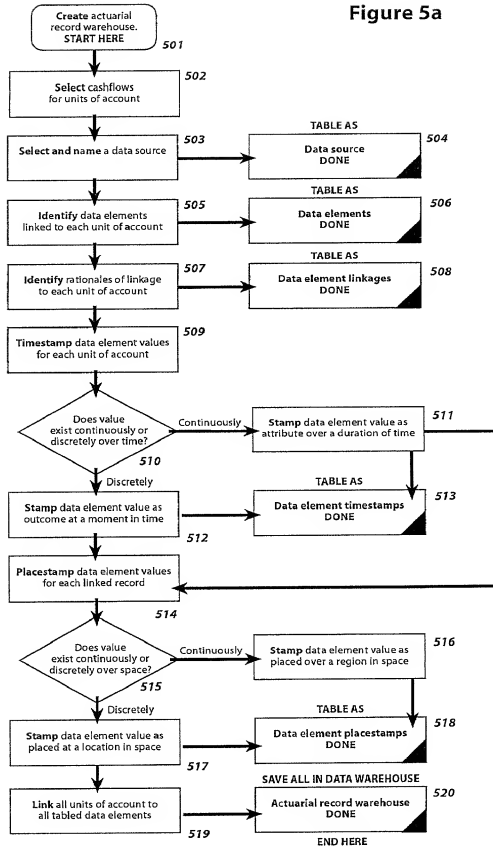 Figure 5a
Create actuarial
record warehouse.
START HERE
501
502
Select cashflows
for units of account
503
Select and name a data source
TABLE AS
504
Data source
DONE
505
Identify data elements
linked to each unit of account
TABLE AS
506
Data elements
DONE
507
Identify rationales of linkage
to each unit of account
TABLE AS
508
Data element linkages
DONE
509
Timestamp data element values
for each unit of account
Does value
exist continuously or
discretely over time?
510
Continuously
Stamp data element value as
attribute over a duration of time
511
Discretely
Stamp data element value as
outcome at a moment in time
512
TABLE AS
513
Data element timestamps
DONE
Placestamp data element values
for each linked record
514
Does value
exist continuously or
discretely over space?
515
Continuously
Stamp data element value as
placed over a region in space
516
Discretely
Stamp data element value as
placed at a location in space
517
TABLE AS
518
Data element placestamps
DONE
Link all units of account to
all tabled data elements
519
SAVE ALL IN DATA WAREHOUSE
520
Actuarial record warehouse
DONE
END HERE